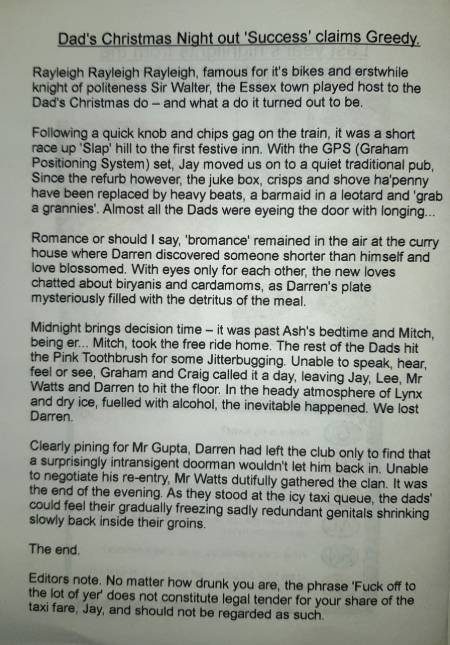 Dad's Christmas Night out 'Success' claims Greedy.
Rayleigh Rayleigh Rayleigh, famous for it's bikes and erstwhile
knight of politeness Sir Walter, the Essex town played host to the
Dad's Christmas do – and what a do it turned out to be.
Following a quick knob and chips gag on the train, it was a short
race up 'Slap' hill to the first festive inn. With the GPS (Graham
Positioning System) set, Jay moved us on to a quiet traditional pub,
Since the refurb however, the juke box, crisps and shove ha'penny
have been replaced by heavy beats, a barmaid in a leotard and 'grab
a grannies'. Almost all the Dads were eyeing the door with longing...
Romance or should I say, 'bromance' remained in the air at the curry
house where Darren discovered someone shorter than himself and
love blossomed. With eyes only for each other, the new loves
chatted about biryanis and cardamoms, as Darren's plate
mysteriously filled with the detritus of the meal.
Midnight brings decision time – it was past Ash's bedtime and Mitch,
being er... Mitch, took the free ride home. The rest of the Dads hit
the Pink Toothbrush for some Jitterbugging. Unable to speak, hear,
feel or see, Graham and Craig called it a day, leaving Jay, Lee, Mr
Watts and Darren to hit the floor. In the heady atmosphere of Lynx
and dry ice, fuelled with alcohol, the inevitable happened. We lost
Darren.
Clearly pining for Mr Gupta, Darren had left the club only to find that
a surprisingly intransigent doorman wouldn't let him back in. Unable
to negotiate his re-entry, Mr Watts dutifully gathered the clan. It was
the end of the evening. As they stood at the icy taxi queue, the dads'
could feel their gradually freezing sadly redundant genitals shrinking
slowly back inside their groins.
The end.
Editors note. No matter how drunk you are, the phrase 'Fuck off to
the lot of yer' does not constitute legal tender for your share of the
taxi fare, Jay, and should not be regarded as such.